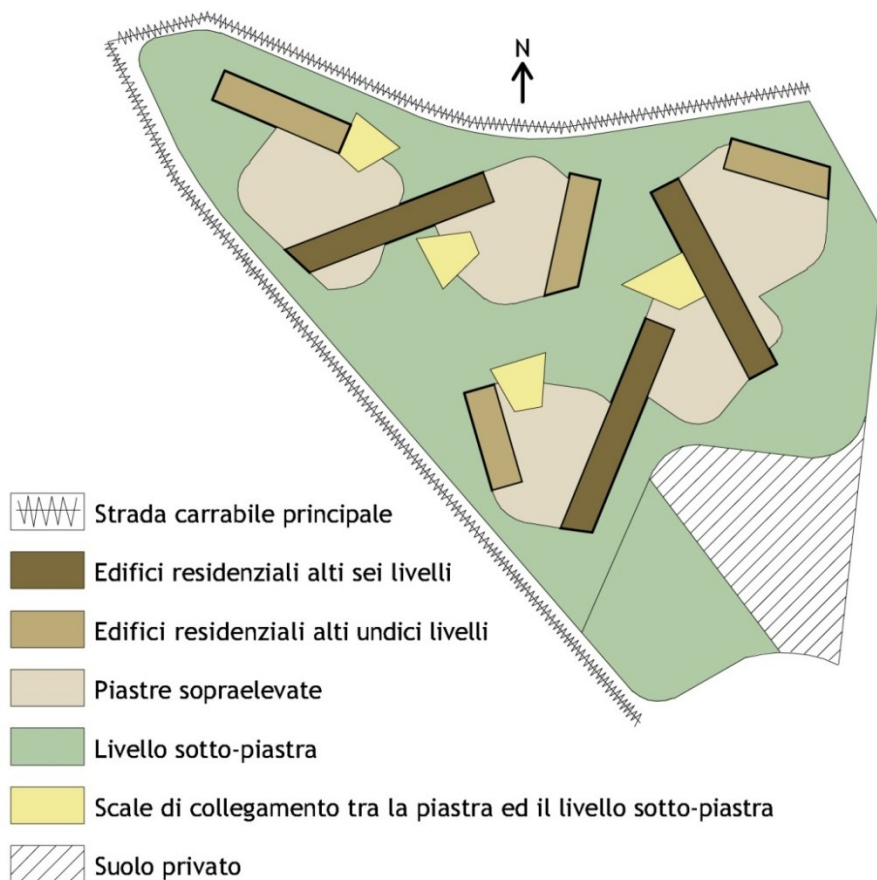 N
Strada carrabile principale
Edifici residenziali alti sei livelli
Edifici residenziali alti undici livelli
Piastre sopraelevate
Livello sotto-piastra
Scale di collegamento tra la piastra ed il livello sotto-piastra
Suolo privato